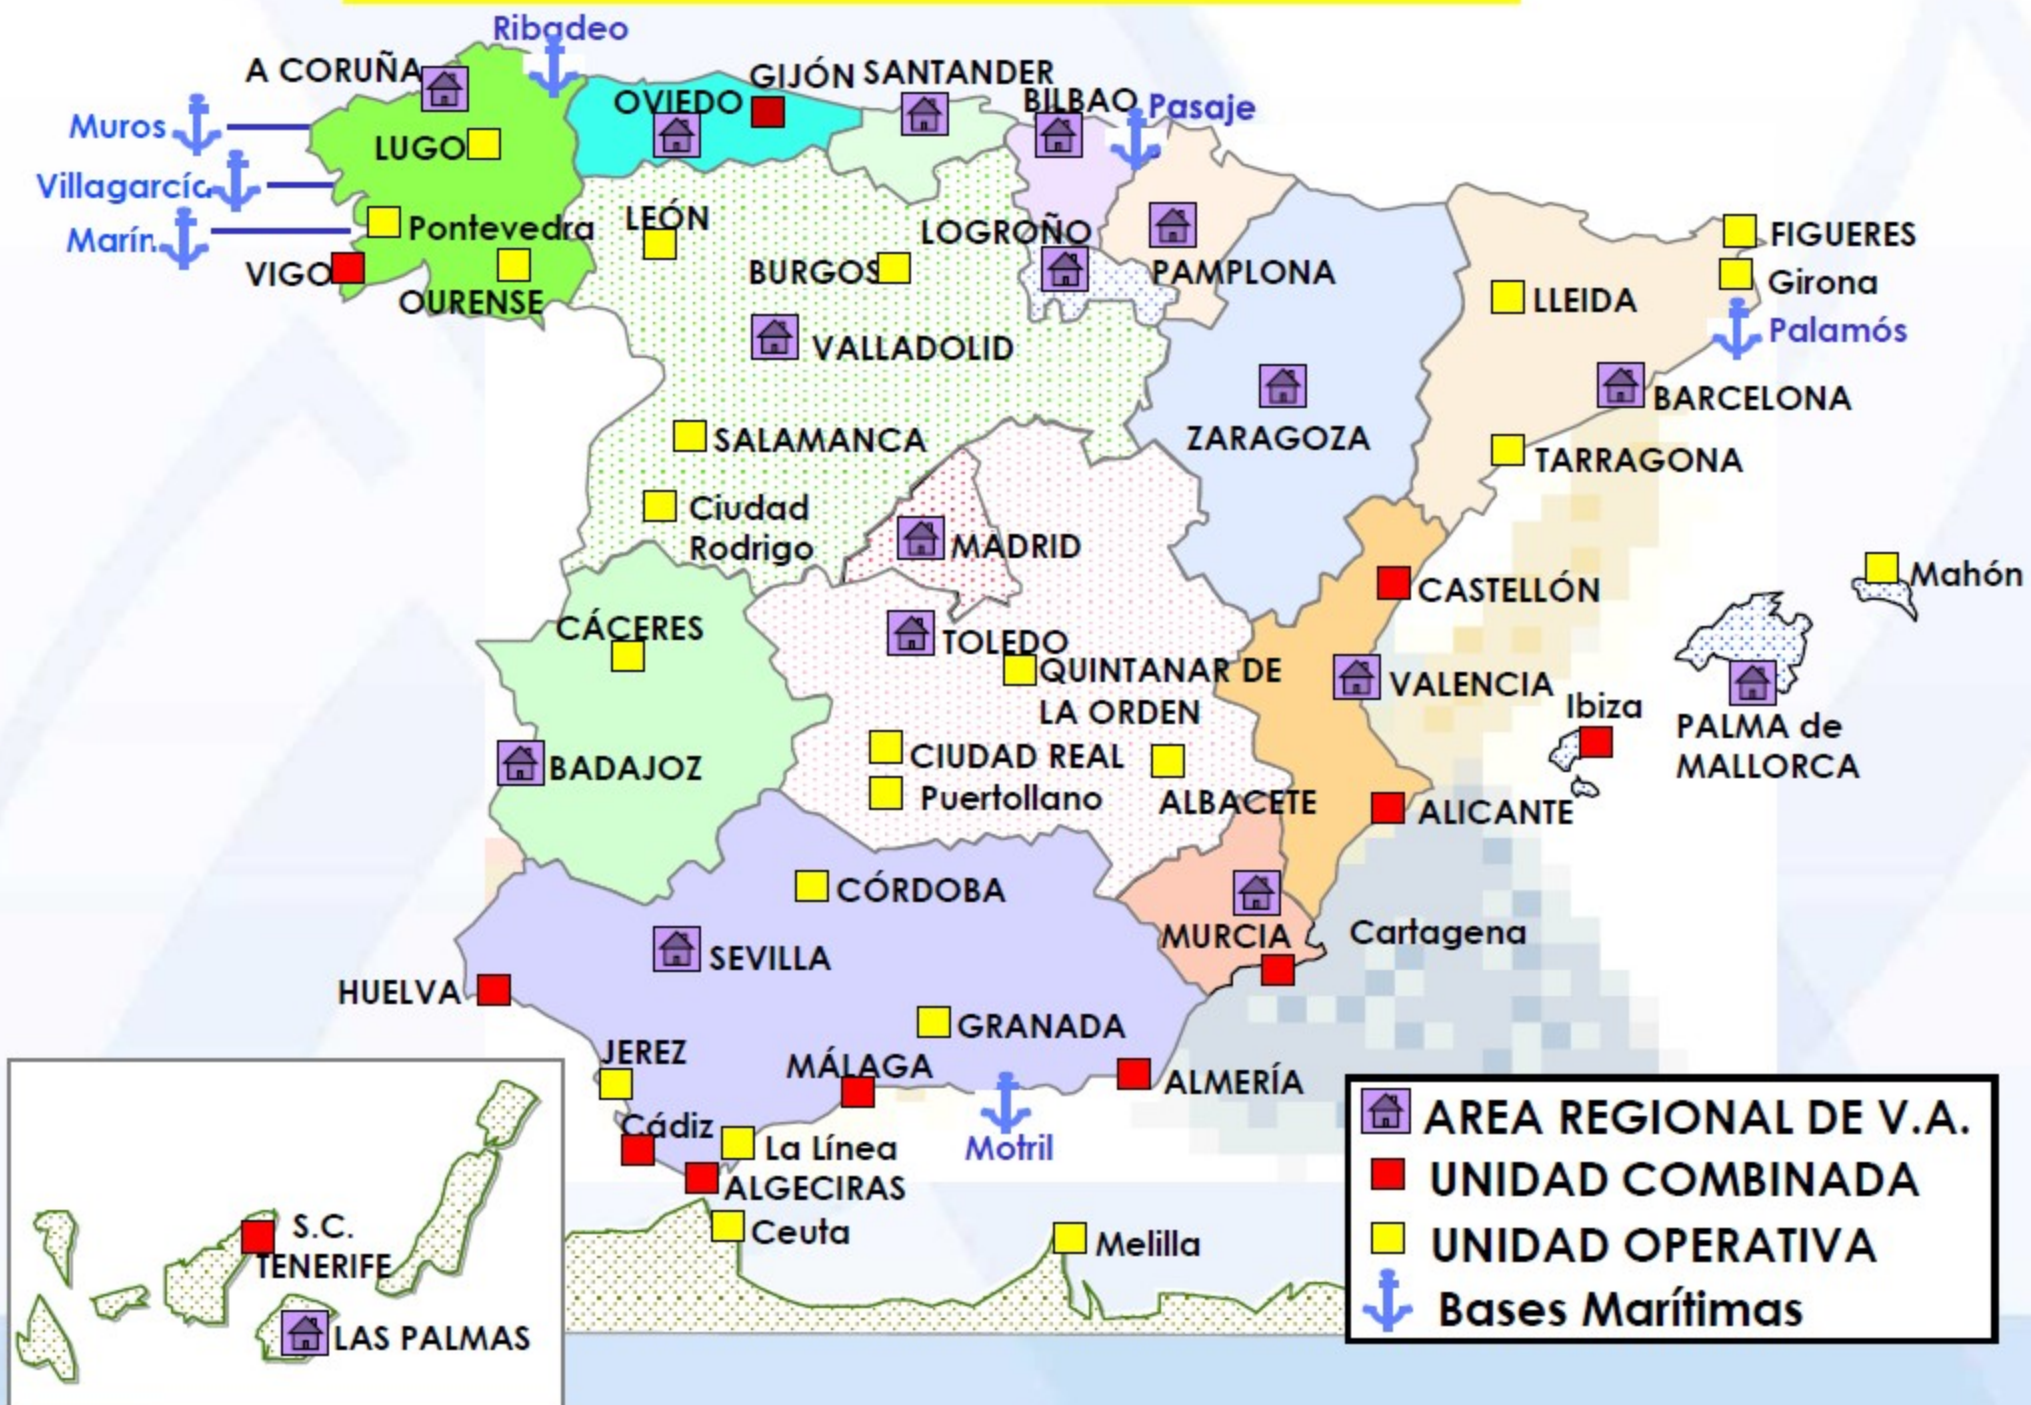 Ribadeo
A CORUÑA
GIJÓN
SANTANDER
OVIEDO
BILBAO
Pasaje
Muros
LUGO
Villagarcía
Pontevedra
LEÓN
LOGROÑO
FIGUERES
Marín
VIGO
BURGOS
PAMPLONA
Girona
OURENSE
LLEIDA
VALLADOLID
Palamós
BARCELONA
SALAMANCA
ZARAGOZA
TARRAGONA
Ciudad
Rodrigo
MADRID
CASTELLÓN
Mahón
CÁCERES
TOLEDO
QUINTANAR DE
LA ORDEN
VALENCIA
Ibiza
PALMA de
MALLORCA
BADAJOZ
CIUDAD REAL
Puertollano
ALBACETE
ALICANTE
CÓRDOBA
MURCIA
Cartagena
SEVILLA
HUELVA
GRANADA
JEREZ
MÁLAGA
ALMERÍA
Cádiz
La Línea
Motril
ALGECIRAS
Ceuta
Melilla
S.C.
TENERIFE
LAS PALMAS
AREA REGIONAL DE V.A.
UNIDAD COMBINADA
UNIDAD OPERATIVA
Bases Marítimas